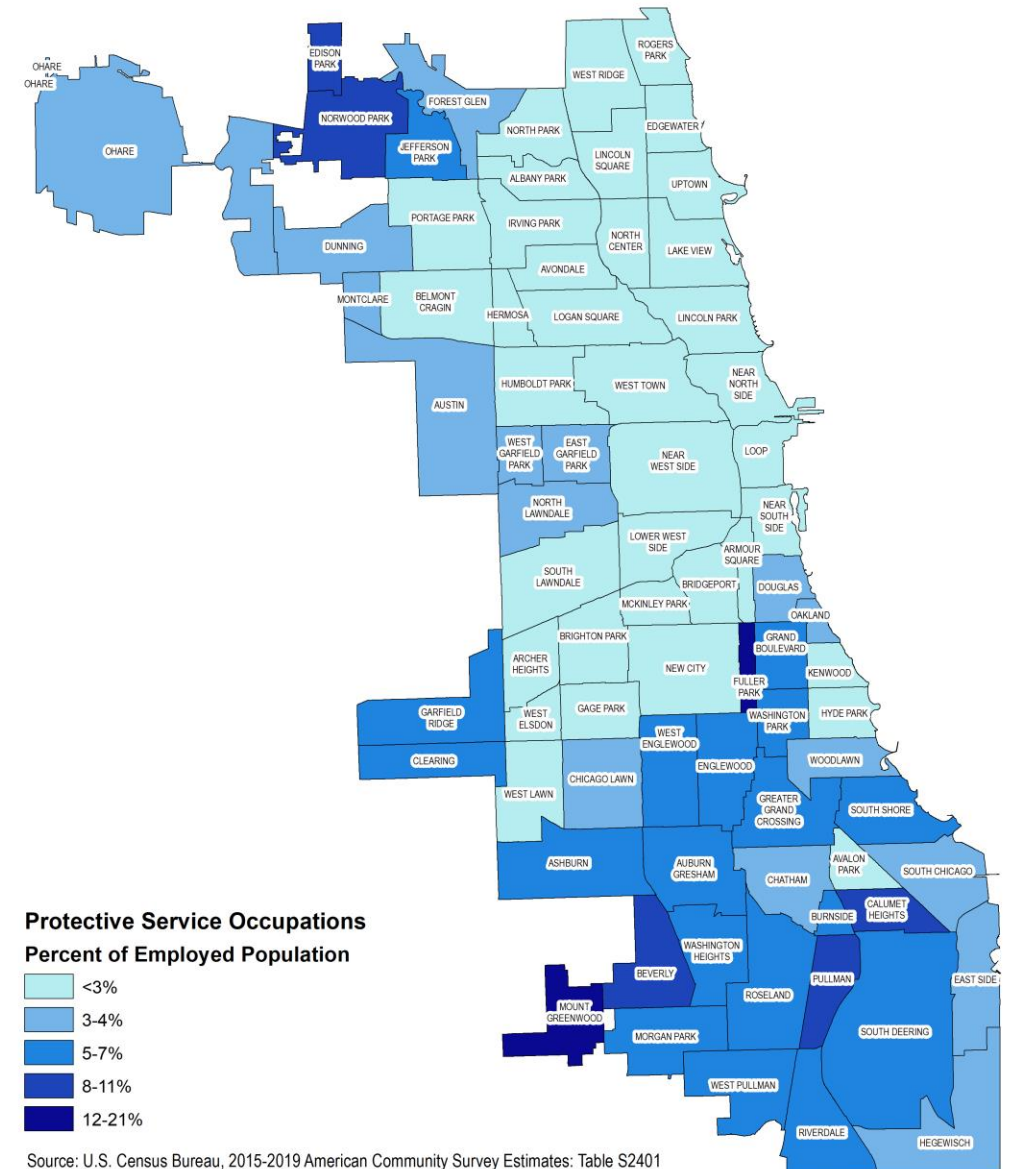 EDISON
PARK
ROGERS
PARK
OHARE
OHARE
WEST RIDGE
FOREST GLEN
NORWOOD PARK
NORTH PARK
EDGEWATER
OHARE
JEFFERSON
PARK
LINCOLN
SQUARE
ALBANY PARK
UPTOWN
PORTAGE PARK
IRVING PARK
NORTH
CENTER
DUNNING
LAKE VIEW
AVONDALE
MONTCLARE
BELMONT
CRAGIN
HERMOSA
LOGAN SQUARE
LINCOLN PARK
HUMBOLDT PARK
WEST TOWN
NEAR
NORTH
SIDE
AUSTIN
WEST
GARFIELD
PARK
EAST
GARFIELD
PARK
NEAR
WEST SIDE
LOOP
NORTH
LAWNDALE
NEAR
SOUTH
SIDE
LOWER WEST
SIDE
ARMOUR
SQUARE
SOUTH
LAWNDALE
BRIDGEPORT
DOUGLAS
MCKINLEY PARK
OAKLAND
BRIGHTON PARK
GRAND
BOULEVARD
ARCHER
HEIGHTS
NEW CITY
KENWOOD
FULLER
PARK
GARFIELD
RIDGE
WEST
ELSDON
GAGE PARK
WASHINGTON
PARK
HYDE PARK
WEST
ENGLEWOOD
CLEARING
ENGLEWOOD
WOODLAWN
CHICAGO LAWN
WEST LAWN
GREATER
GRAND
CROSSING
SOUTH SHORE
ASHBURN
AUBURN
GRESHAM
AVALON
PARK
CHATHAM
SOUTH CHICAGO
CALUMET
HEIGHTS
BURNSIDE
WASHINGTON
HEIGHTS
BEVERLY
PULLMAN
EAST SIDE
ROSELAND
MOUNT
GREENWOOD
SOUTH DEERING
MORGAN PARK
WEST PULLMAN
RIVERDALE
HEGEWISCH
Protective Service Occupations
Percent of Employed Population
<3%
3-4%
5-7%
8-11%
12-21%
Source: U.S. Census Bureau, 2015-2019 American Community Survey Estimates: Table S2401